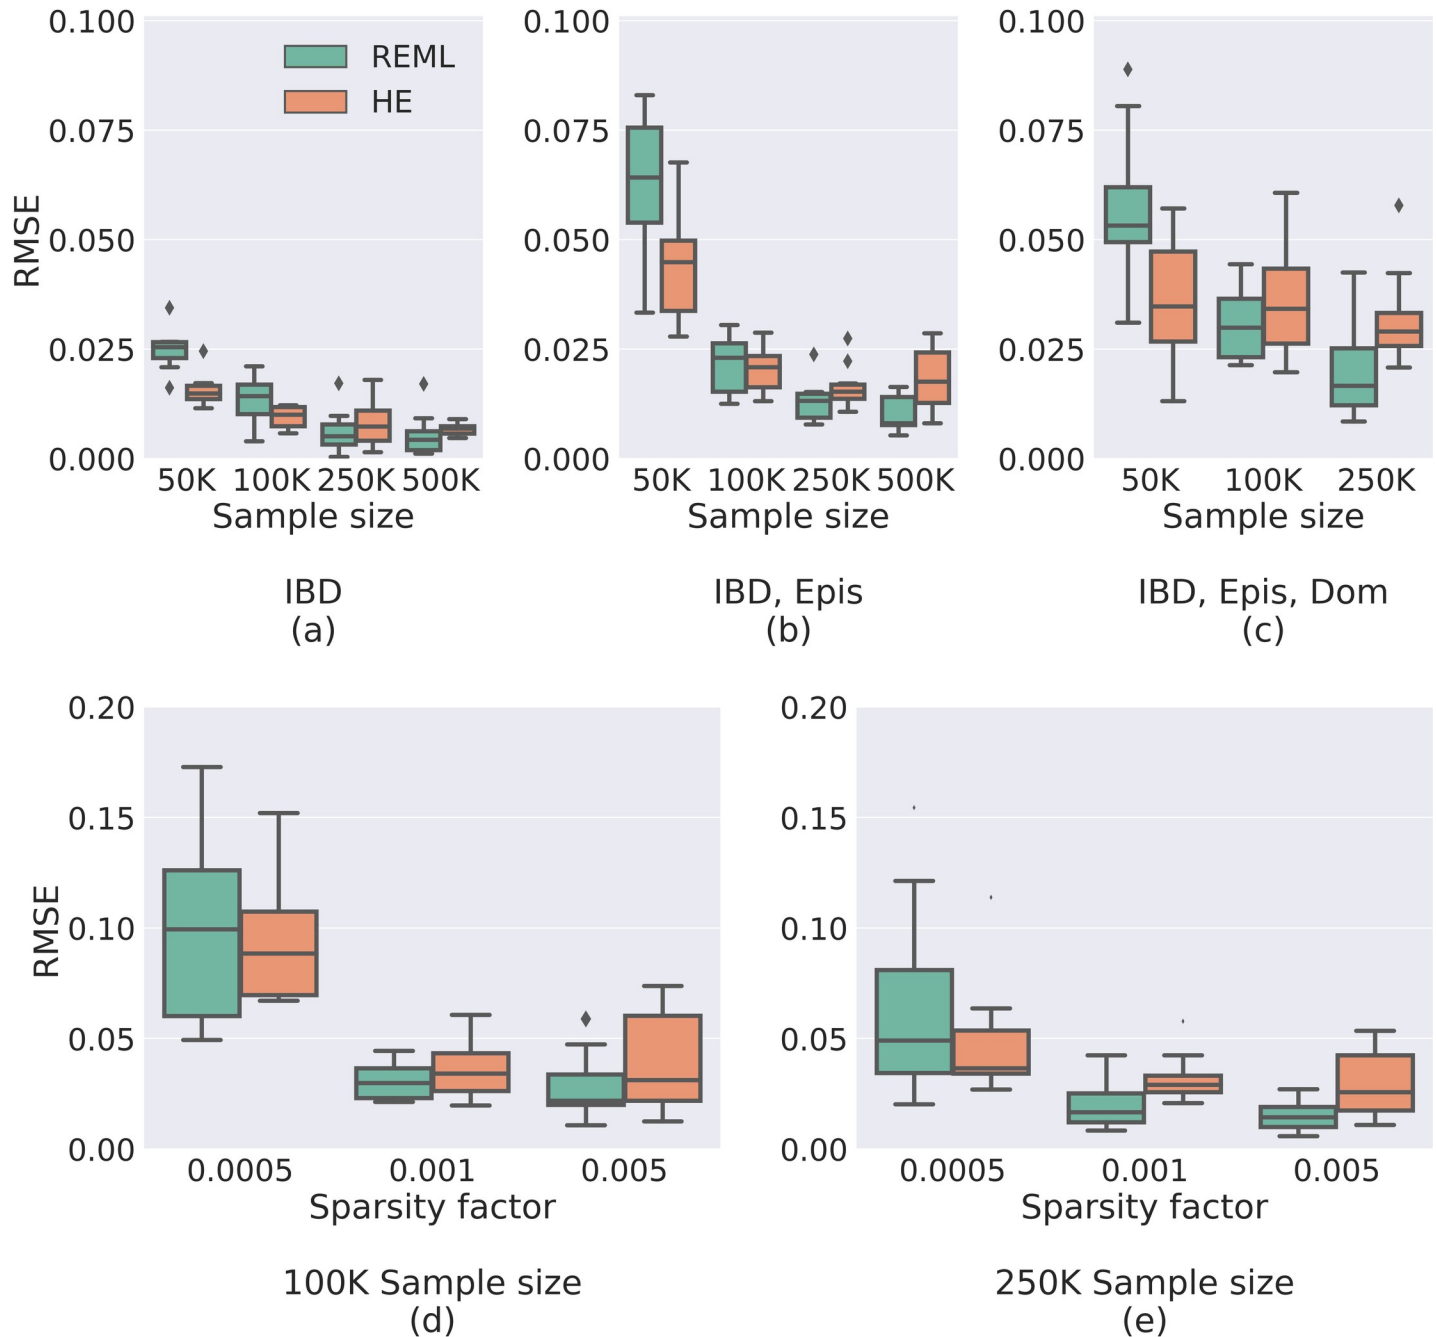 0.100 0.100 0.100
REML
HE
0.075 0.075 0.075
RMSE
0.050 0.050 0.050
0.025 0.025 0.025
0.000 0.000 0.000
50K 100K 250K 500K 50K 100K 250K 500K 50K 100K 250K
Sample size Sample size Sample size
IBD IBD, Epis IBD, Epis, Dom
(a) (b) (c)
0.20 0.20
0.15 0.15
RMSE
0.10 0.10
0.05 0.05
0.00 0.00
0.0005 0.001 0.005 0.0005 0.001 0.005
Sparsity factor Sparsity factor
100K Sample size 250K Sample size
(d) (e)